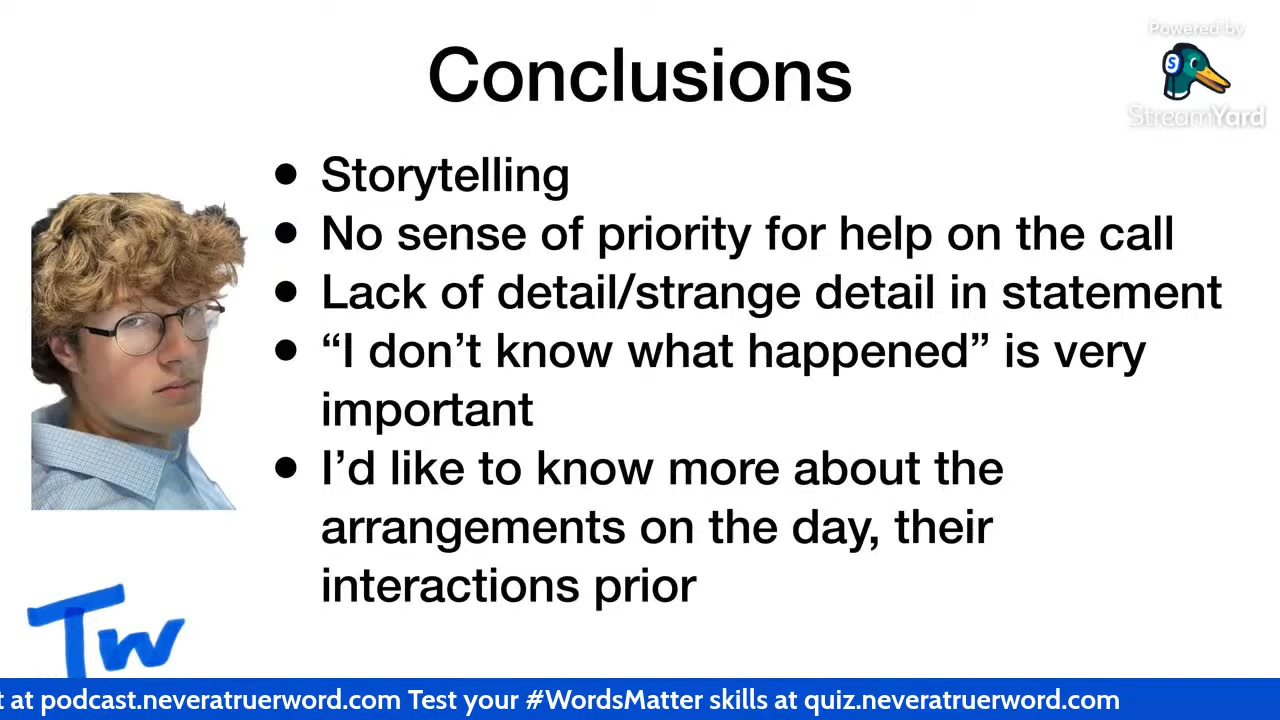 Powered by
S
StreamYard
Conclusions
• Storytelling
• No sense of priority for help on the call
• Lack of detail/strange detail in statement
• “I don’t know what happened” is very
important
• I’d like to know more about the
arrangements on the day, their
interactions prior
Tw
t at podcast.neveratruerword.com Test your #WordsMatter skills at quiz.neveratruerword.com